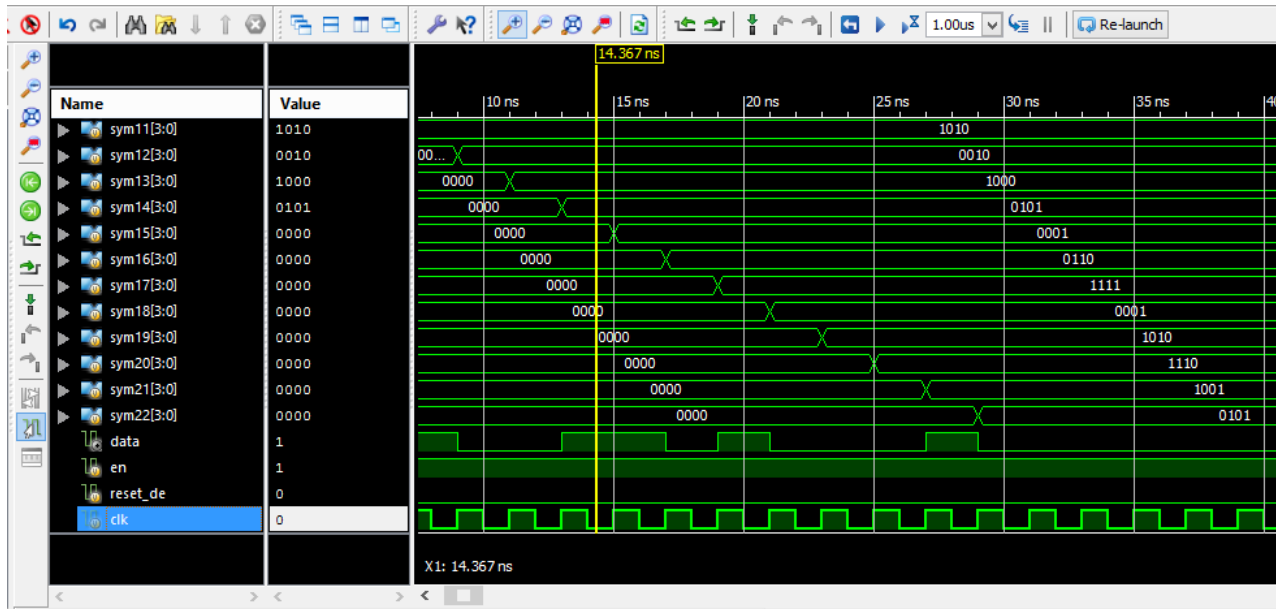 1.00us Re-launch
14.367 ns
Name Value
10 ns 15 ns 20 ns 25 ns 30 ns 35 ns
sym11[3:0] 1010 1010
sym12[3:0] 0010 00... 0010
sym13[3:0] 1000 0000 1000
sym14[3:0] 0101 0000 0101
sym15[3:0] 0000 0000 0001
sym16[3:0] 0000 0000 0110
sym17[3:0] 0000 0000 1111
sym18[3:0] 0000 0000 0001
sym19[3:0] 0000 0000 1010
sym20[3:0] 0000 0000 1110
sym21[3:0] 0000 0000 1001
sym22[3:0] 0000 0000 0101
data 1
en 1
reset_de 0
clk 0
X1: 14.367 ns